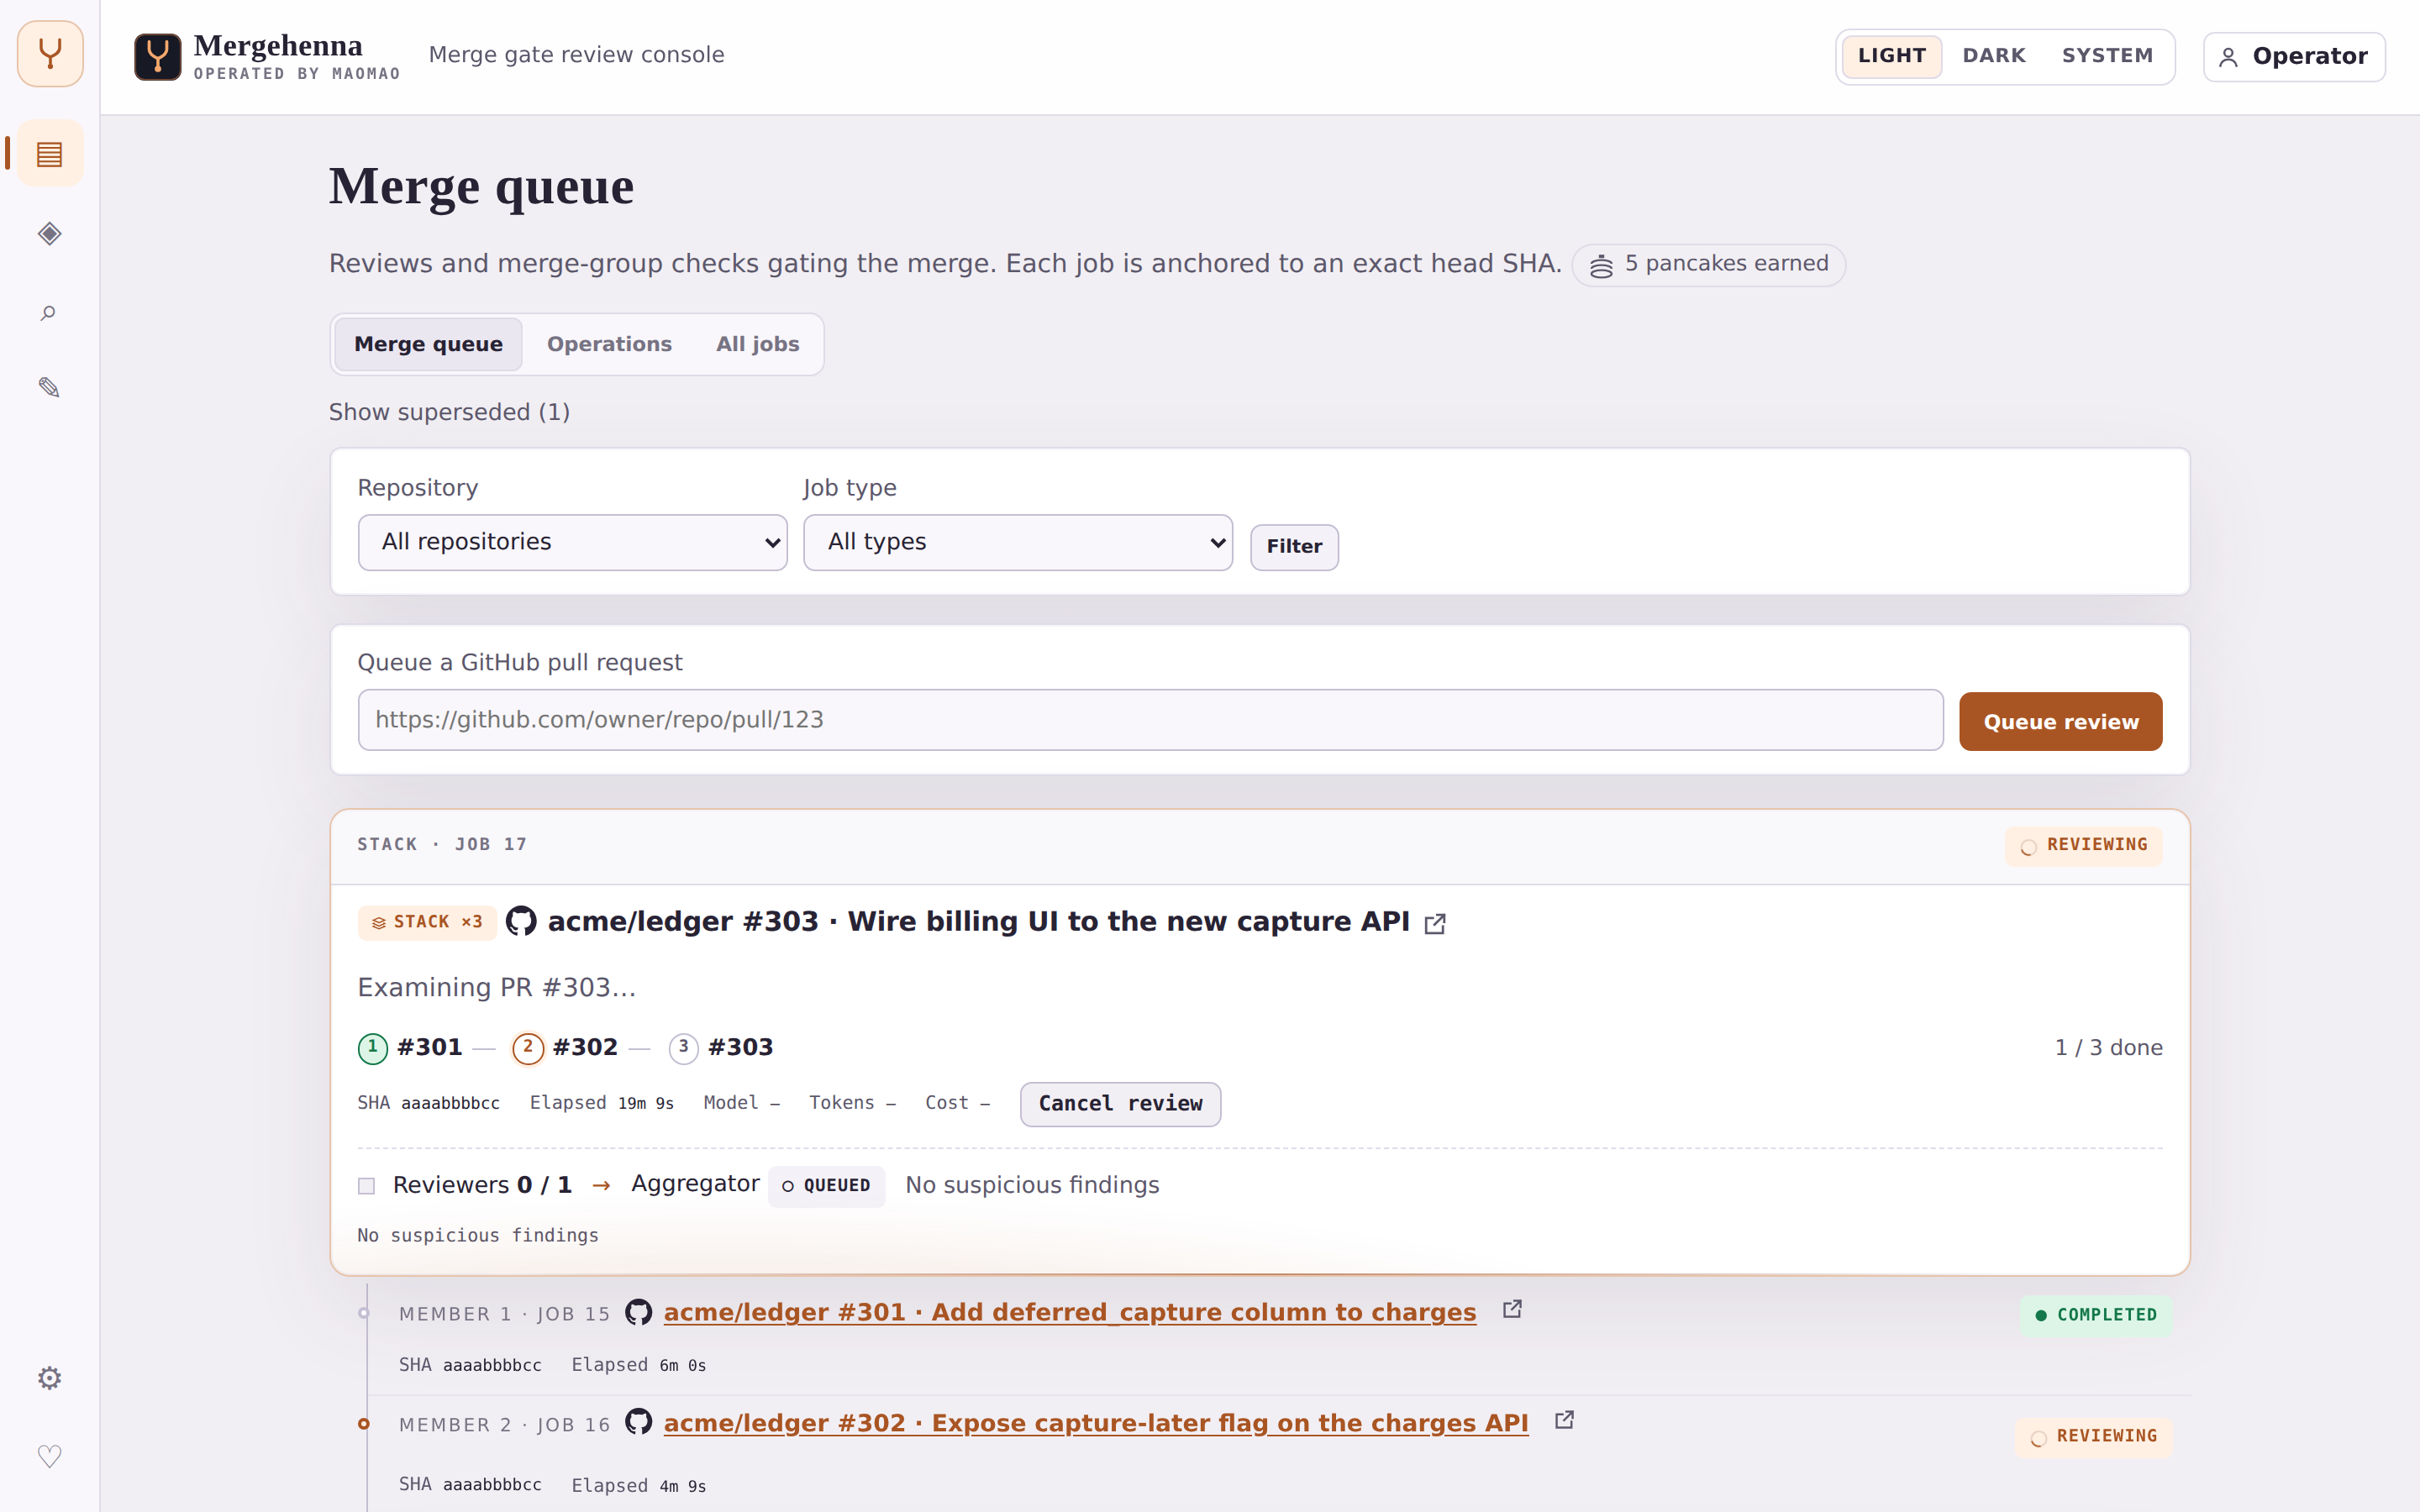 Mergehenna
OPERATED BY MAOMAO
Merge gate review console
LIGHT DARK SYSTEM
Operator
Merge queue
Reviews and merge-group checks gating the merge. Each job is anchored to an exact head SHA. 5 pancakes earned
Merge queue Operations All jobs
Show superseded (1)
Repository Job type
All repositories All types Filter
Queue a GitHub pull request
https://github.com/owner/repo/pull/123 Queue review
STACK · JOB 17 REVIEWING
STACK ×3 acme/ledger #303 · Wire billing UI to the new capture API
Examining PR #303…
1 #301 — 2 #302 — 3 #303 1 / 3 done
SHA aaaabbbbcc Elapsed 19m 9s Model — Tokens — Cost — Cancel review
Reviewers 0 / 1 → Aggregator QUEUED No suspicious findings
No suspicious findings
MEMBER 1 · JOB 15 acme/ledger #301 · Add deferred_capture column to charges COMPLETED
SHA aaaabbbbcc Elapsed 6m 0s
MEMBER 2 · JOB 16 acme/ledger #302 · Expose capture-later flag on the charges API REVIEWING
SHA aaaabbbbcc Elapsed 4m 9s